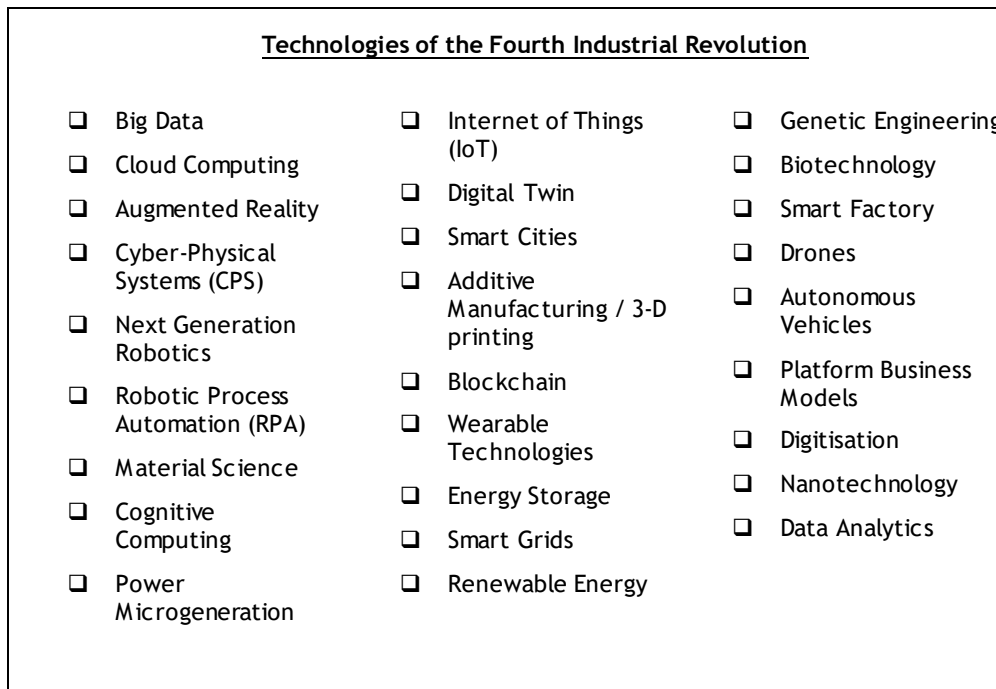 Technologies of the Fourth Industrial Revolution
❑ Big Data
❑ Cloud Computing
❑ Augmented Reality
❑ Cyber-Physical
Systems (CPS)
❑ Next Generation
Robotics
❑ Robotic Process
Automation (RPA)
❑ Material Science
❑ Cognitive
Computing
❑ Power
Microgeneration
❑ Internet of Things
(IoT)
❑ Digital Twin
❑ Smart Cities
❑ Additive
Manufacturing / 3-D
printing
❑ Blockchain
❑ Wearable
Technologies
❑ Energy Storage
❑ Smart Grids
❑ Renewable Energy
❑ Genetic Engineering
❑ Biotechnology
❑ Smart Factory
❑ Drones
❑ Autonomous
Vehicles
❑ Platform Business
Models
❑ Digitisation
❑ Nanotechnology
❑ Data Analytics